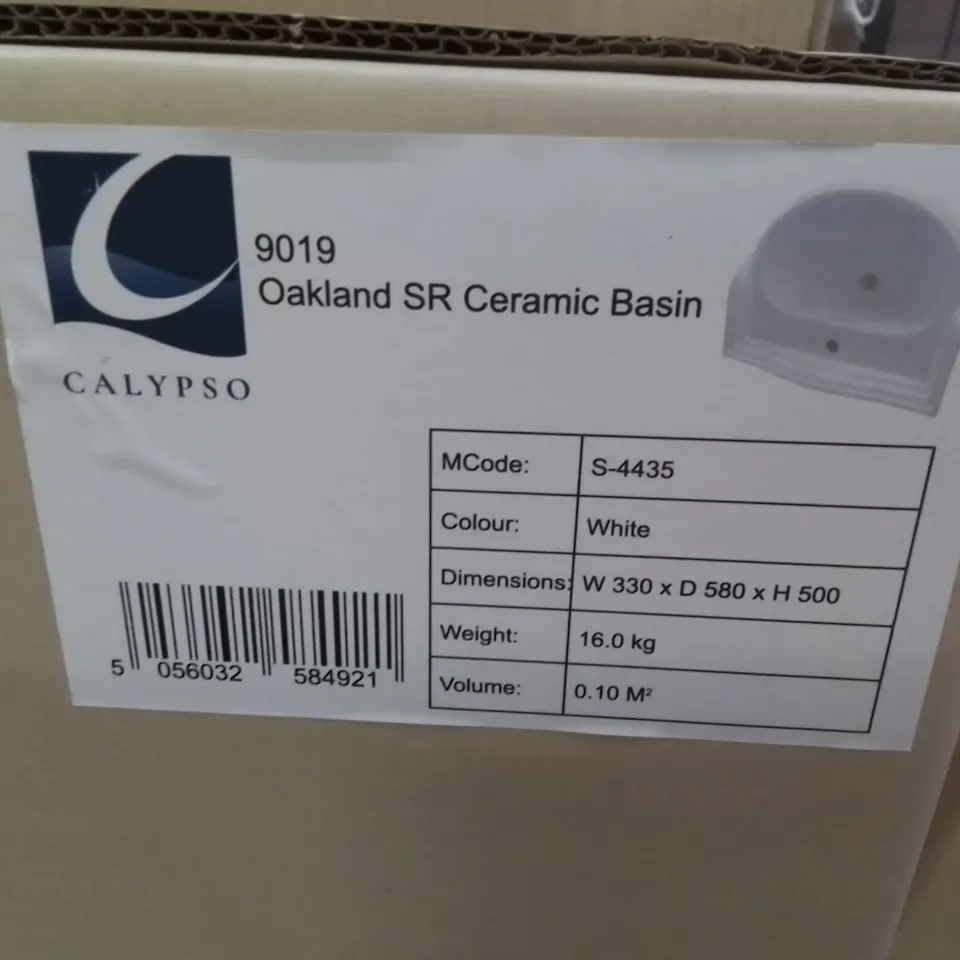 9019
Oakland SR Ceramic Basin
CALYPSO
MCode: S-4435
Colour: White
Dimensions: W 330 x D 580 x H 500
Weight: 16.0 kg
Volume: 0.10 M²
5 056032 584921